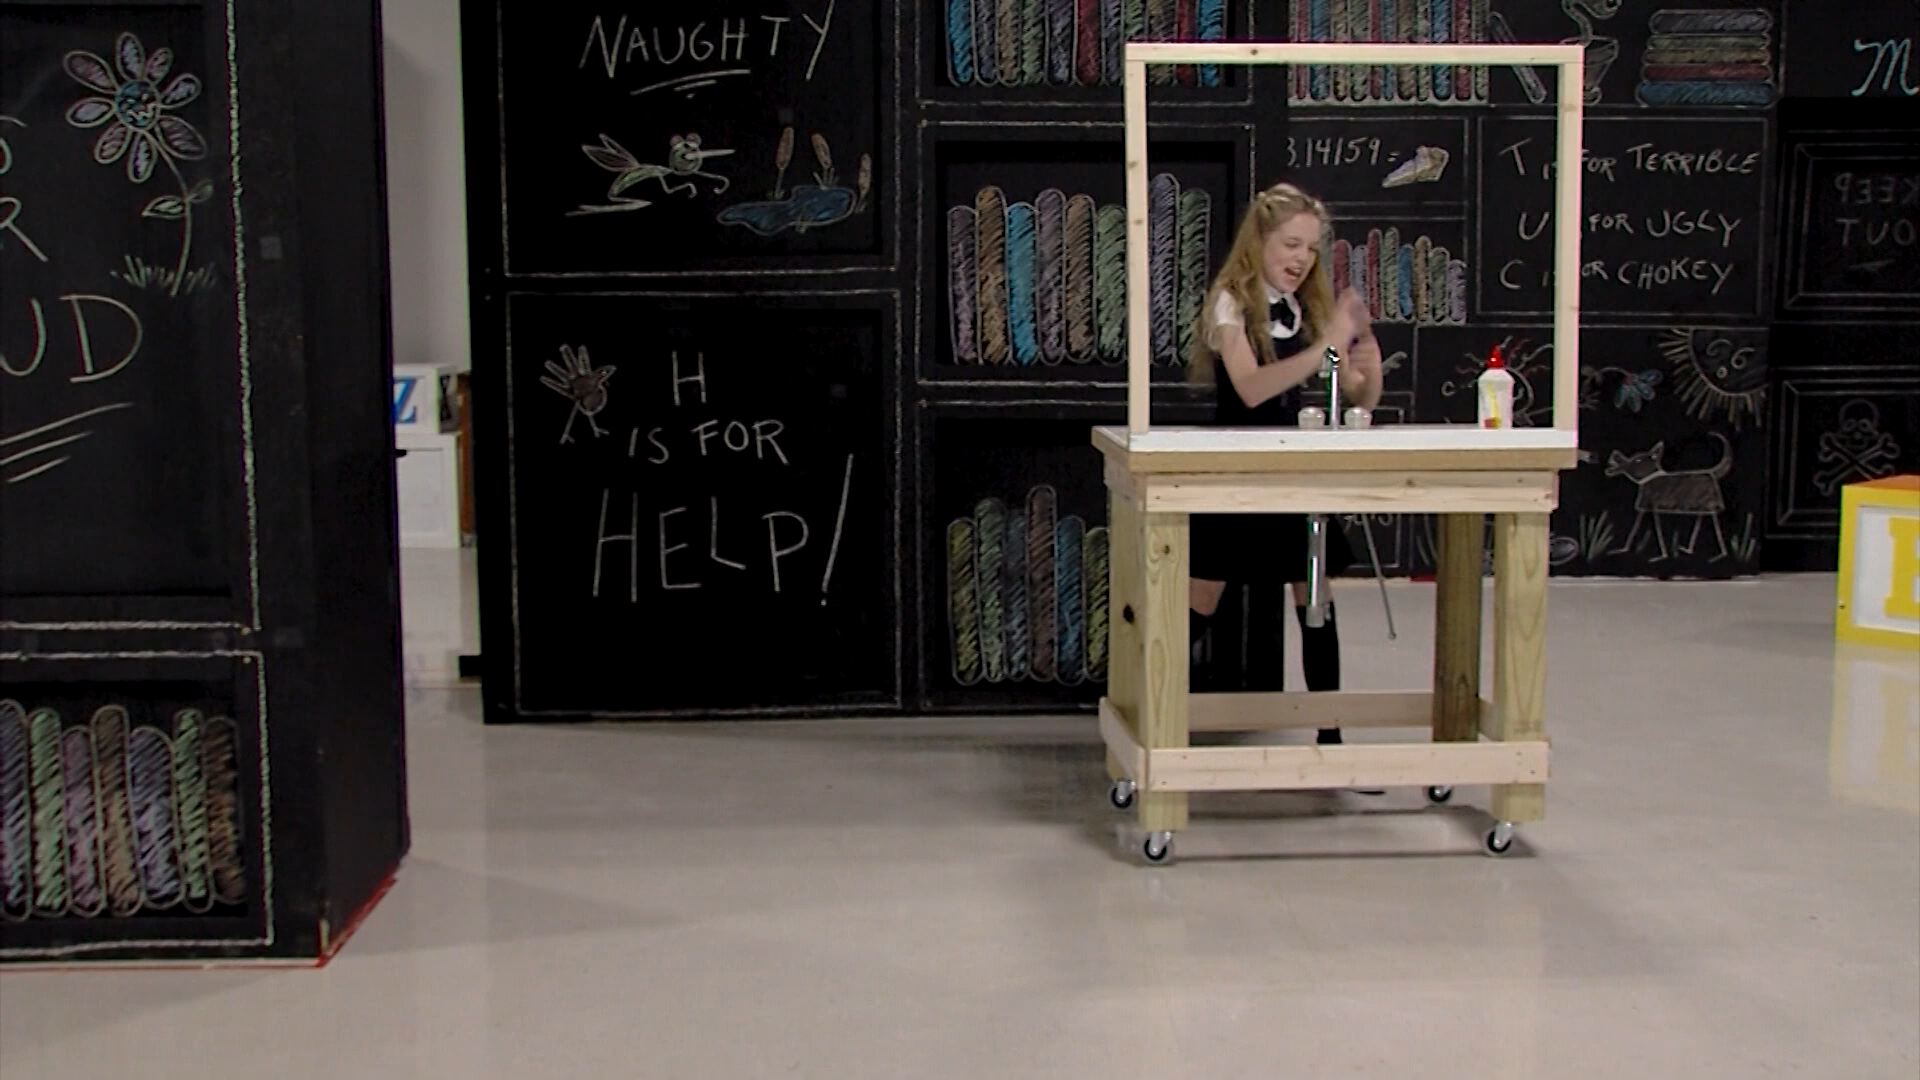 UD
Z
NAUGHTY
H
IS FOR
HELP!
3.14159=
T IS FOR TERRIBLE
U IS FOR UGLY
C IS FOR CHOKEY
M
KEEP
OUT